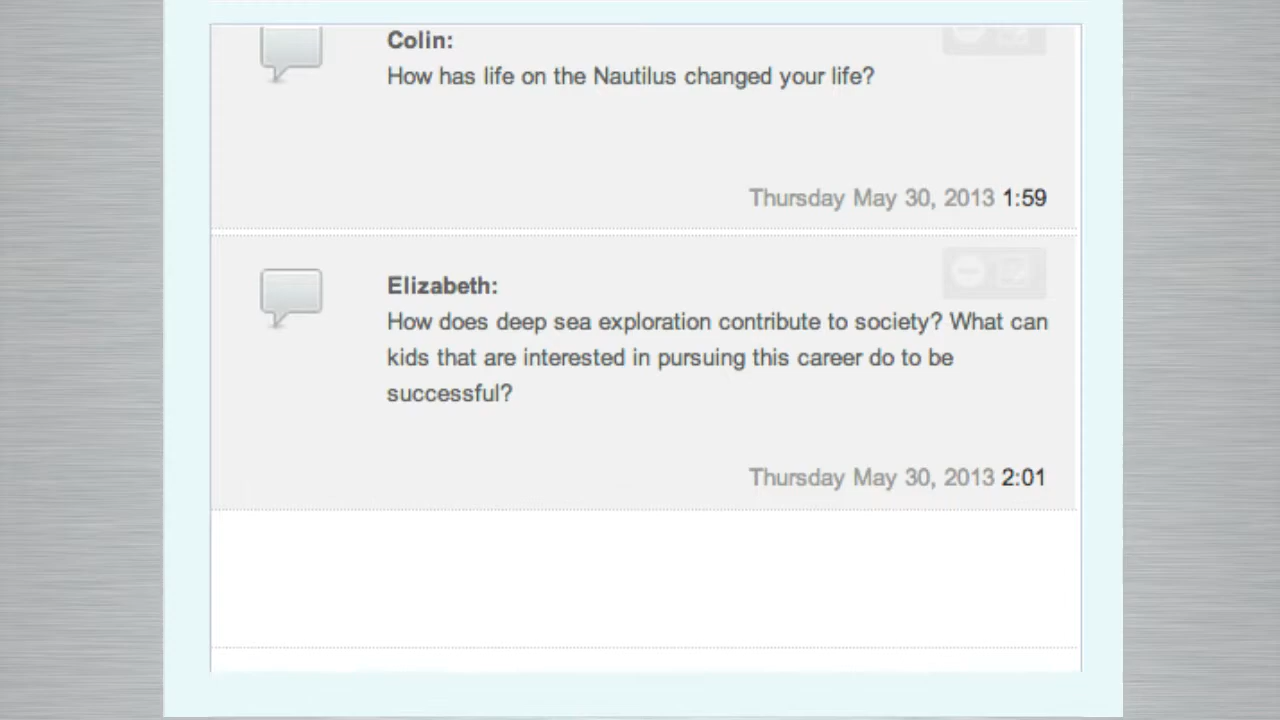 Colin:
How has life on the Nautilus changed your life?
Thursday May 30, 2013 1:59
Elizabeth:
How does deep sea exploration contribute to society? What can
kids that are interested in pursuing this career do to be
successful?
Thursday May 30, 2013 2:01